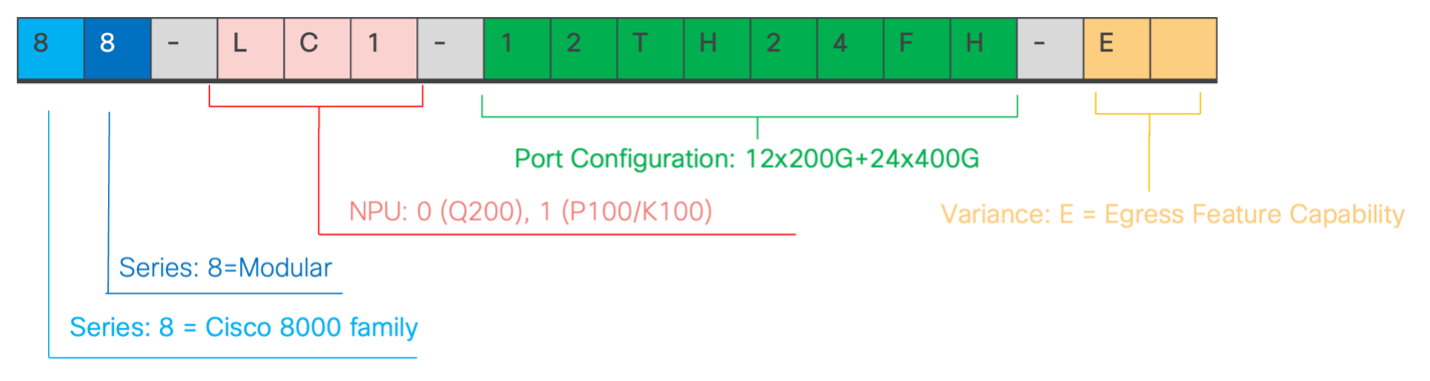 8 8 - L C 1 - 1 2 T H 2 4 F H - E
Port Configuration: 12x200G+24x400G
NPU: 0 (Q200), 1 (P100/K100)
Variance: E = Egress Feature Capability
Series: 8=Modular
Series: 8 = Cisco 8000 family